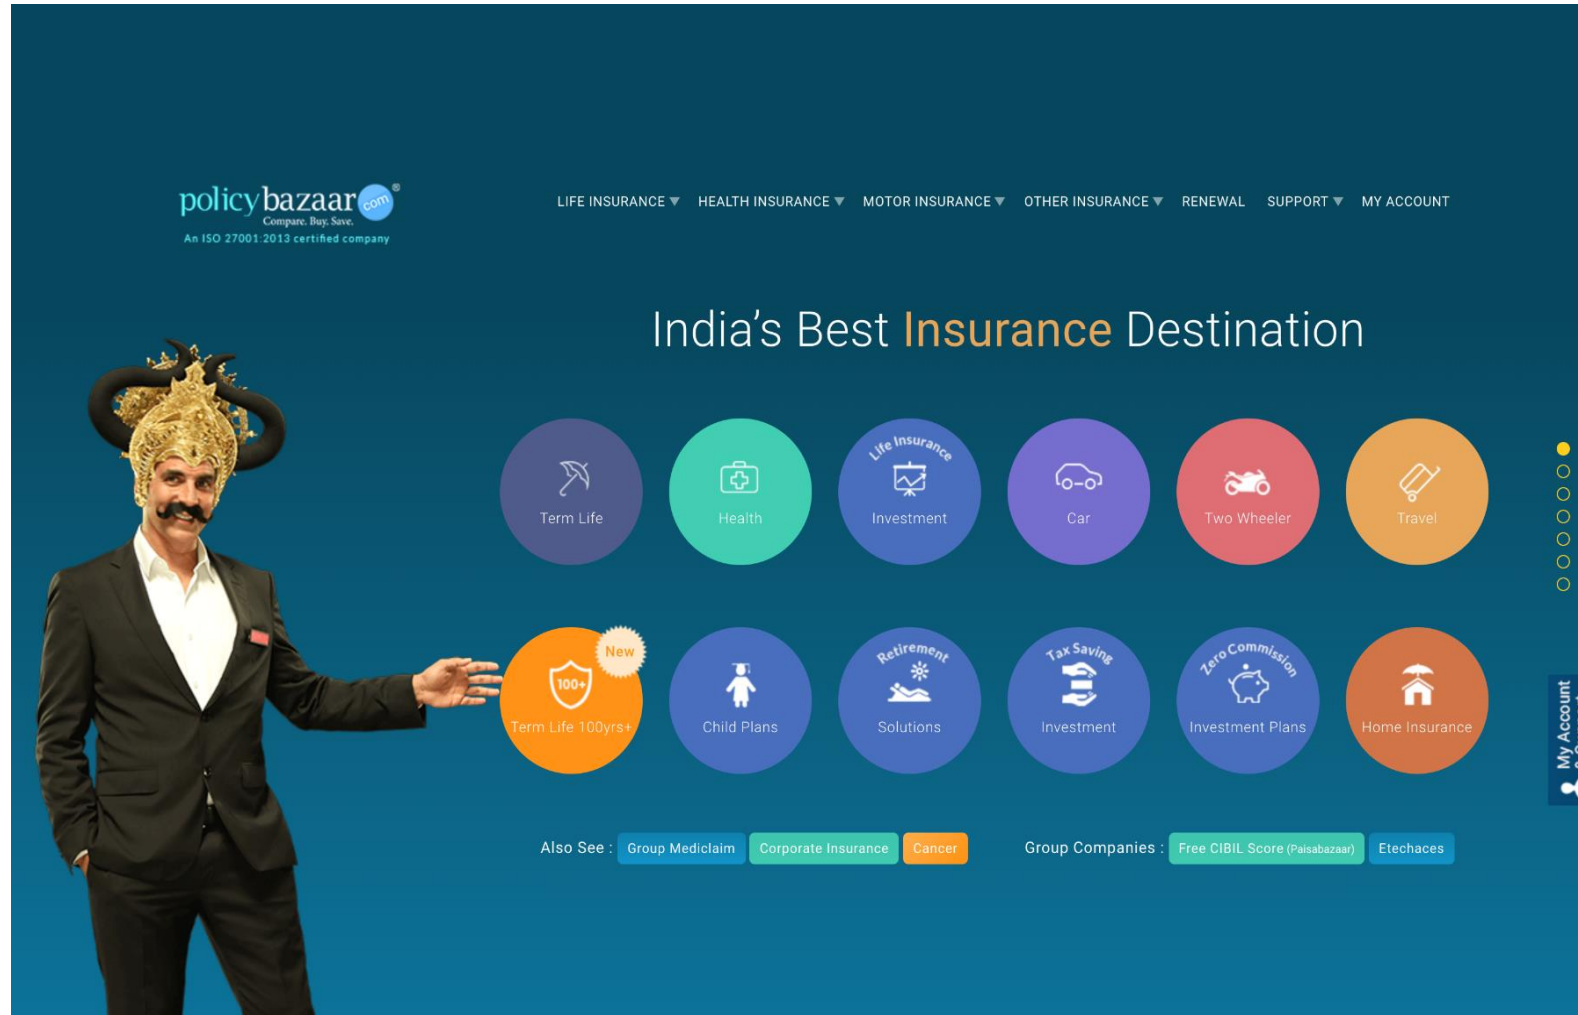 policybazaar.com®
Compare. Buy. Save.
An ISO 27001:2013 certified company
LIFE INSURANCE HEALTH INSURANCE MOTOR INSURANCE OTHER INSURANCE RENEWAL SUPPORT MY ACCOUNT
India's Best Insurance Destination
Term Life
Health
Life Insurance
Investment
Car
Two Wheeler
Travel
New
100+
Term Life 100yrs+
Child Plans
Retirement
Solutions
Tax Saving
Investment
Zero Commission
Investment Plans
Home Insurance
Also See : Group Mediclaim Corporate Insurance Cancer
Group Companies : Free CIBIL Score (Paisabazaar) Etechaces
My Account